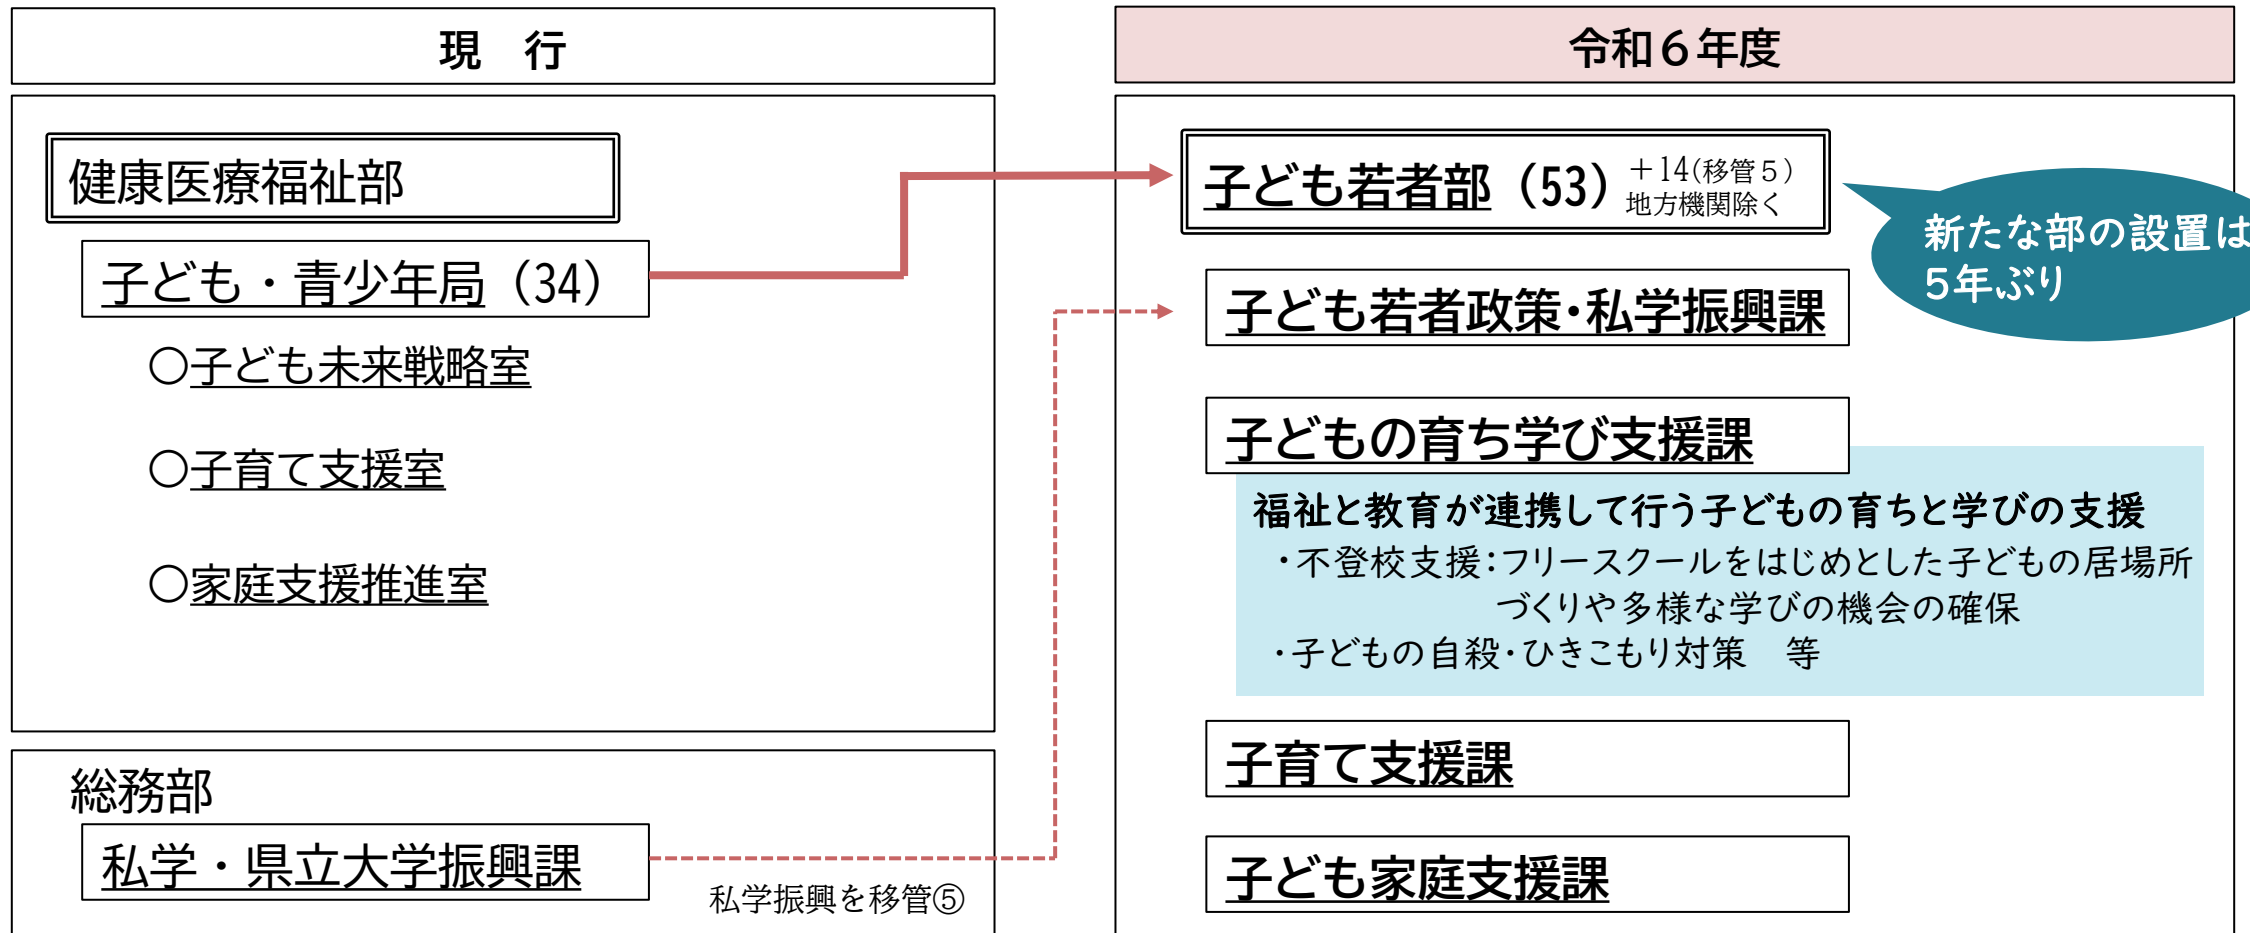 現　行
健康医療福祉部
子ども・青少年局（34）
○子ども未来戦略室
○子育て支援室
○家庭支援推進室
総務部
私学・県立大学振興課
私学振興を移管⑤
令和６年度
子ども若者部（53）
＋14(移管５)
地方機関除く
新たな部の設置は
5年ぶり
子ども若者政策・私学振興課
子どもの育ち学び支援課
福祉と教育が連携して行う子どもの育ちと学びの支援
・不登校支援：フリースクールをはじめとした子どもの居場所
づくりや多様な学びの機会の確保
・子どもの自殺・ひきこもり対策　等
子育て支援課
子ども家庭支援課